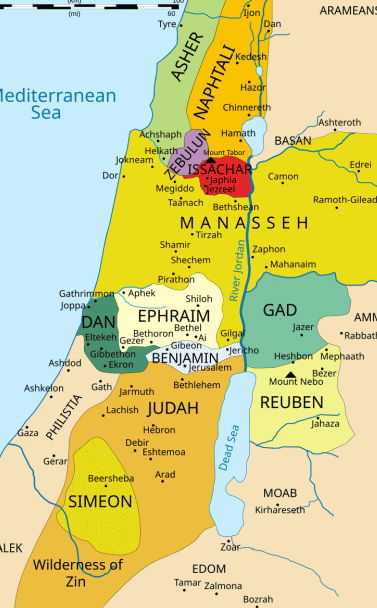 (km)
(mi)
60
Ijon
ARAMEANS
Tyre
Dan
ASHER
NAPHTALI
Kedesh
Hazor
Mediterranean
Sea
Chinnereth
Ashteroth
Achshaph
Hamath
BASAN
Helkath
ZEBULUN
Mount Tabor
Jokneam
ISSACHAR
Edrei
Dor
Japhia
Camon
Megiddo
Jezreel
Taanach
Bethshean
Ramoth-Gilead
MANASSEH
Tirzah
Shamir
Zaphon
Shechem
Mahanaim
River Jordan
Pirathon
Gathrimmon
Aphek
Joppa
Shiloh
GAD
DAN
EPHRAIM
Jazer
Bethel
Eltekeh
Bethoron
Ai
Gilgal
Rabbath
Gezer
Gibeon
Gibbethon
Jericho
BENJAMIN
Heshbon
Mephaath
Ashdod
Ekron
Jerusalem
Bezer
Mount Nebo
Ashkelon
Gath
Bethlehem
Jarmuth
REUBEN
PHILISTIA
Lachish
JUDAH
Jahaza
Gaza
Hebron
Debir
Dead Sea
Eshtemoa
Gerar
Beersheba
Arad
MOAB
SIMEON
Kirhareseth
Zoar
ALEK
Wilderness of
Zin
EDOM
Tamar
Zalmona
Bozrah